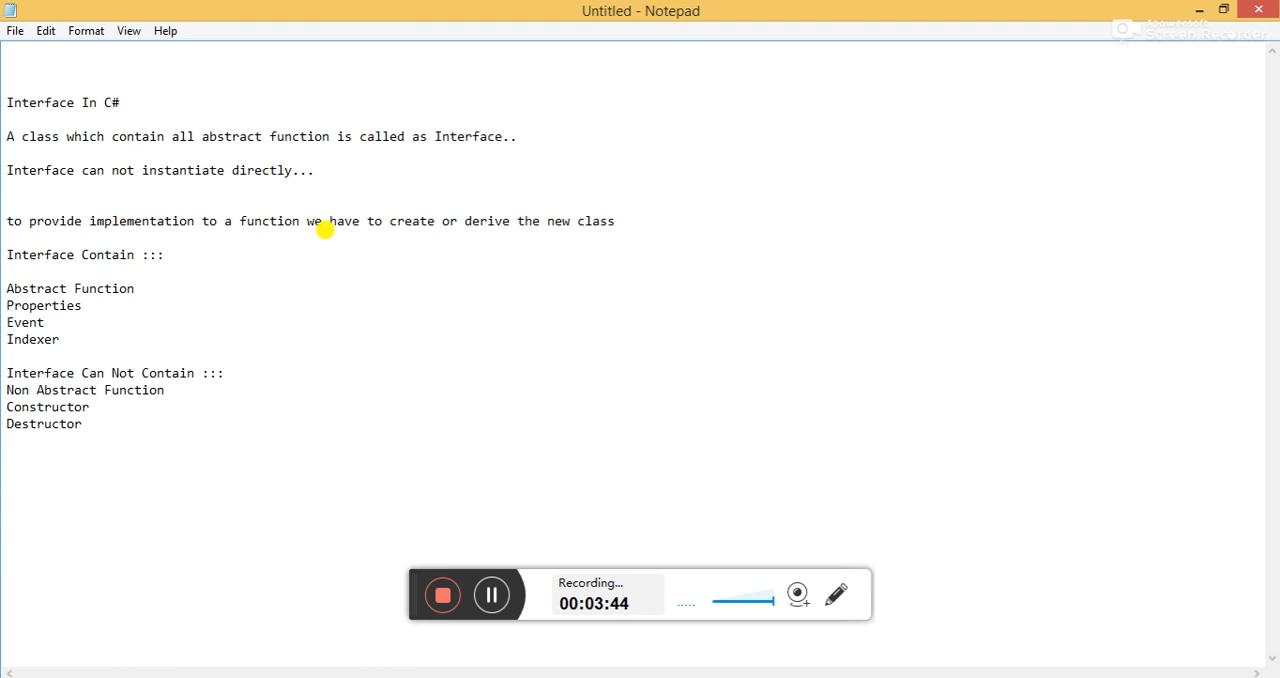 Untitled - Notepad
File Edit Format View Help
Apowersoft
Screen Recorder
Interface In C#
A class which contain all abstract function is called as Interface..
Interface can not instantiate directly...
to provide implementation to a function we have to create or derive the new class
Interface Contain :::
Abstract Function
Properties
Event
Indexer
Interface Can Not Contain :::
Non Abstract Function
Constructor
Destructor
Recording...
00:03:44